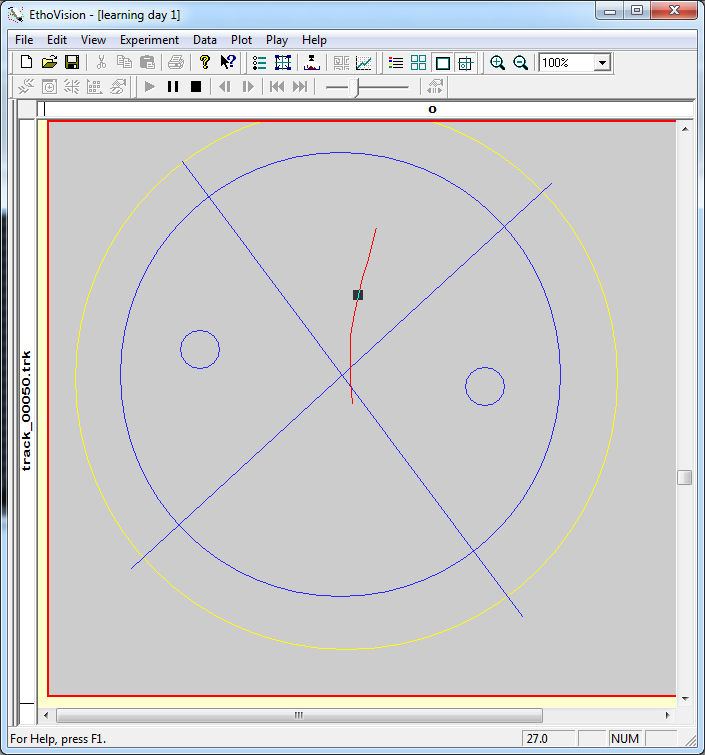 EthoVision - [learning day 1]
File Edit View Experiment Data Plot Play Help
100%
o
track_00050.trk
For Help, press F1.
27.0
NUM